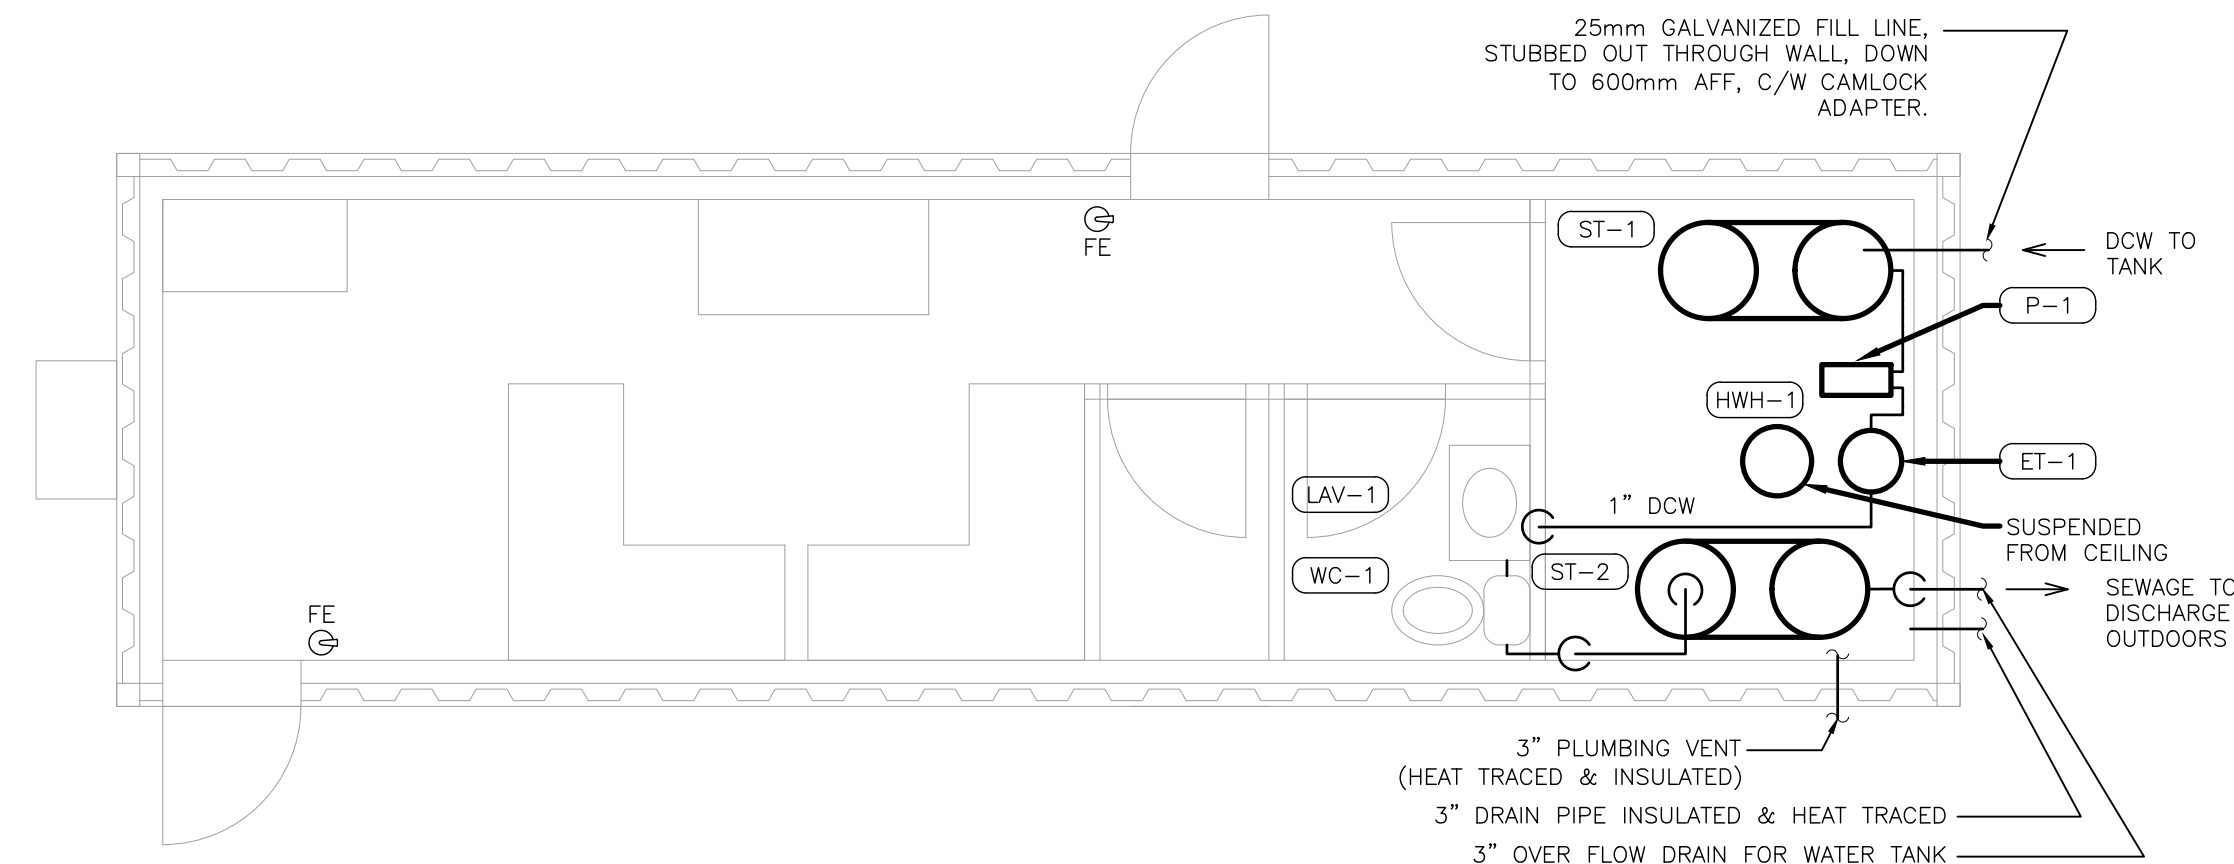 25mm GALVANIZED FILL LINE,
STUBBED OUT THROUGH WALL, DOWN
TO 600mm AFF, C/W CAMLOCK
ADAPTER.
ST-1
FE
DCW TO
TANK
P-1
HWH-1
ET-1
LAV-1
1" DCW
SUSPENDED
FROM CEILING
WC-1
ST-2
SEWAGE TO
DISCHARGE
OUTDOORS
FE
3" PLUMBING VENT
(HEAT TRACED & INSULATED)
3" DRAIN PIPE INSULATED & HEAT TRACED
3" OVER FLOW DRAIN FOR WATER TANK